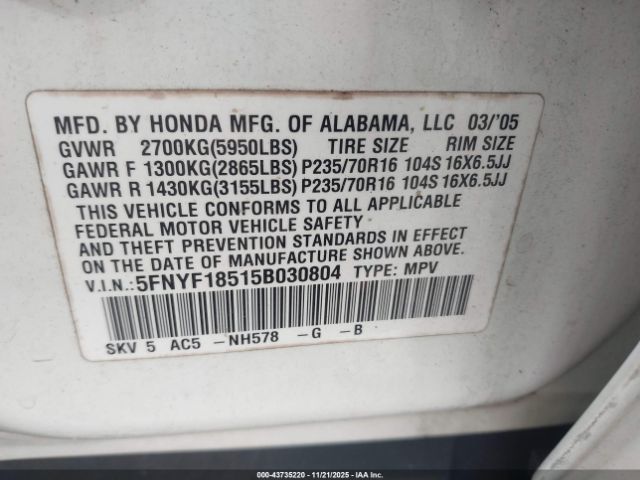 MFD. BY HONDA MFG. OF ALABAMA, LLC 03/'05
GVWR 2700KG(5950LBS) TIRE SIZE RIM SIZE
GAWR F 1300KG(2865LBS) P235/70R16 104S 16X6.5JJ
GAWR R 1430KG(3155LBS) P235/70R16 104S 16X6.5JJ
THIS VEHICLE CONFORMS TO ALL APPLICABLE
FEDERAL MOTOR VEHICLE SAFETY
AND THEFT PREVENTION STANDARDS IN EFFECT
ON THE DATE OF MANUFACTURE SHOWN ABOVE.
V.I.N.: 5FNYF18515B030804 TYPE: MPV
SKV 5 AC5 -NH578 -G -B
© IAA - 43735220 - 11/21/2025 - IAAI.COM